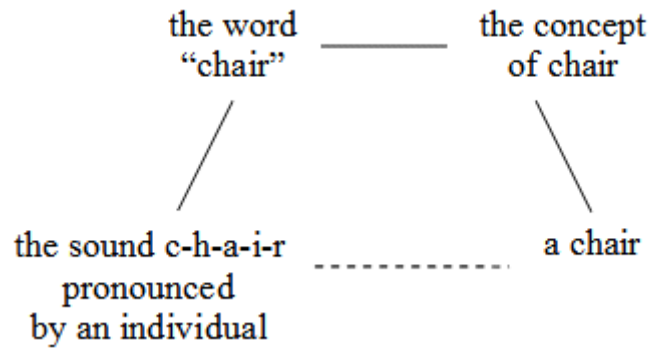 the word
“chair”
the concept
of chair
the sound c-h-a-i-r
pronounced
by an individual
a chair